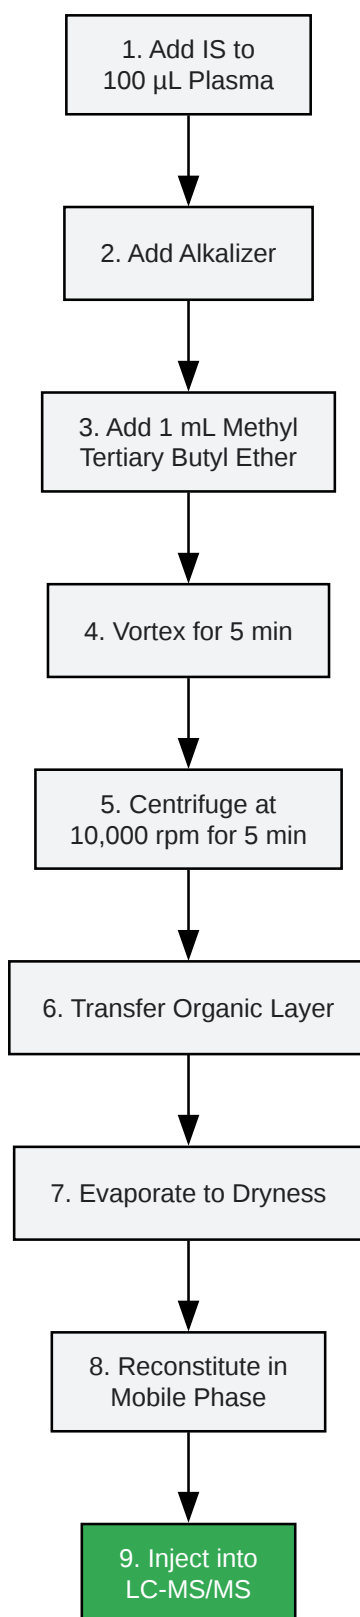 1. Add IS to
100 µL Plasma
2. Add Alkalizer
3. Add 1 mL Methyl
Tertiary Butyl Ether
4. Vortex for 5 min
5. Centrifuge at
10,000 rpm for 5 min
6. Transfer Organic Layer
7. Evaporate to Dryness
8. Reconstitute in
Mobile Phase
9. Inject into
LC-MS/MS